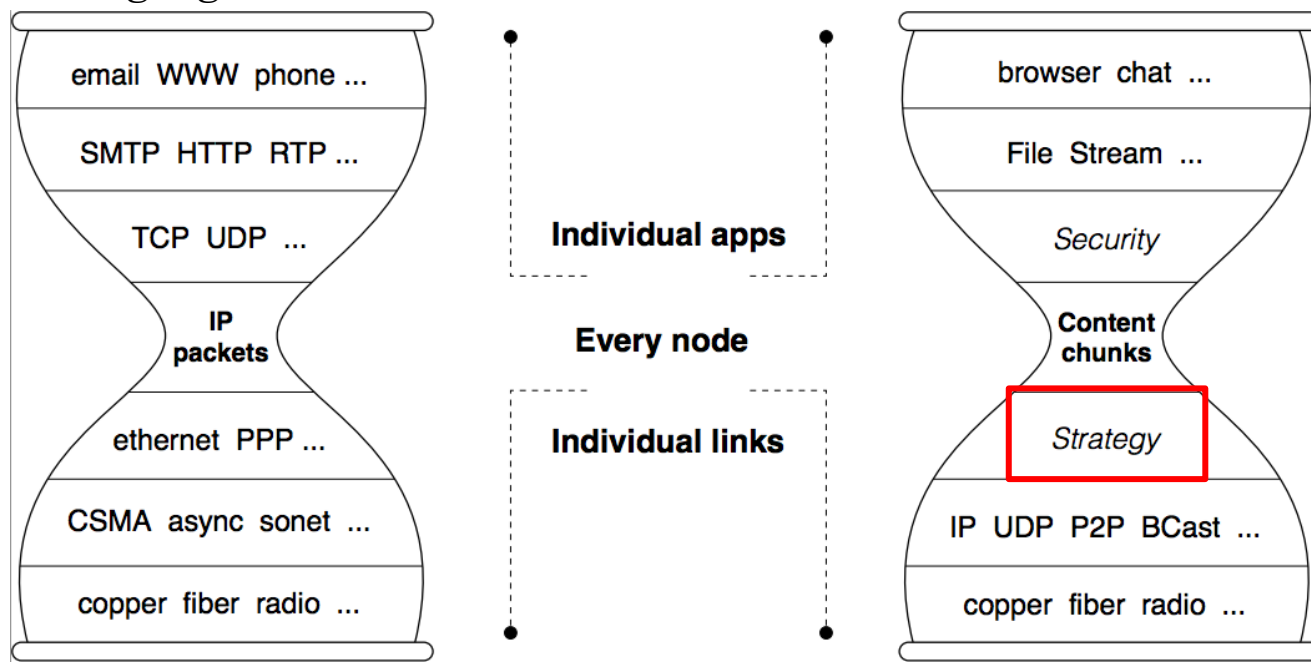 email WWW phone ...
SMTP HTTP RTP ...
TCP UDP ...
IP
packets
ethernet PPP ...
CSMA async sonet ...
copper fiber radio ...
Individual apps
Every node
Individual links
browser chat ...
File Stream ...
Security
Content
chunks
Strategy
IP UDP P2P BCast ...
copper fiber radio ...